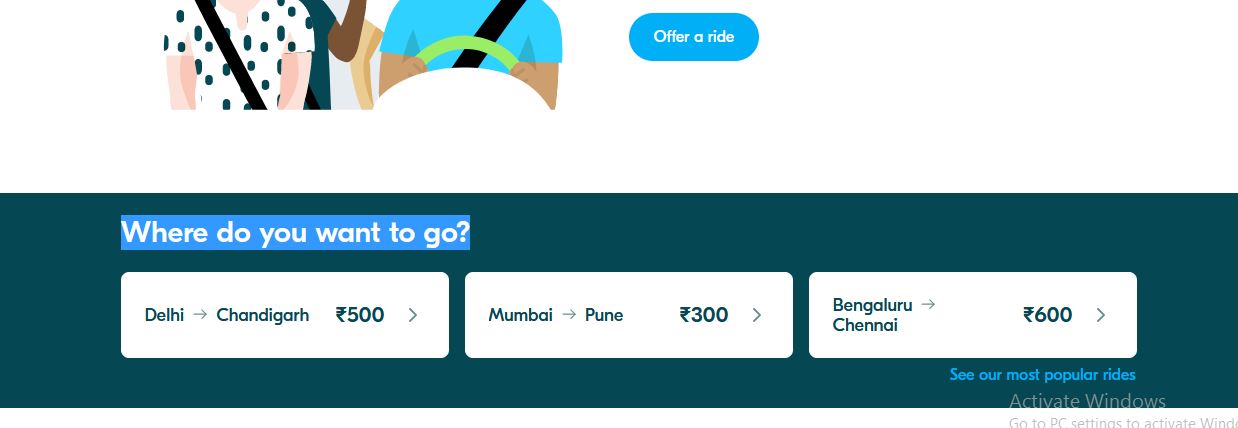 Offer a ride
Where do you want to go?
Delhi → Chandigarh ₹500
Mumbai → Pune ₹300
Bengaluru →
Chennai
₹600
See our most popular rides
Activate Windows
Go to PC settings to activate